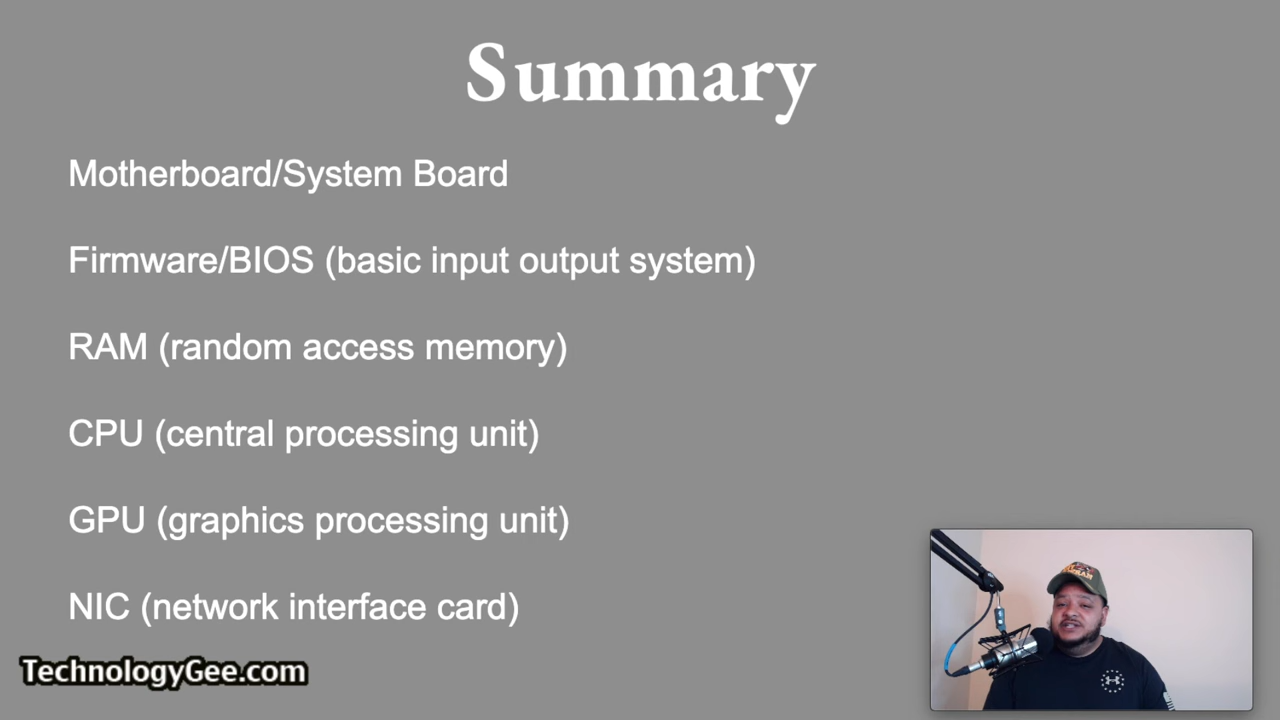 Summary
Motherboard/System Board
Firmware/BIOS (basic input output system)
RAM (random access memory)
CPU (central processing unit)
GPU (graphics processing unit)
NIC (network interface card)
TechnologyGee.com